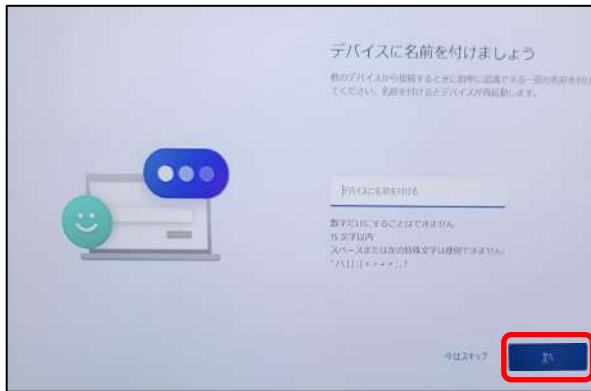 デバイスに名前を付けましょう
他のデバイスから接続するときに簡単に認識できる一意の名前を付け
てください。名前を付けるとデバイスが再起動します。
デバイスに名前を付ける
数字だけにすることはできません
15 文字以内
スペースまたは次の特殊文字は使用できません:
今はスキップ
次へ